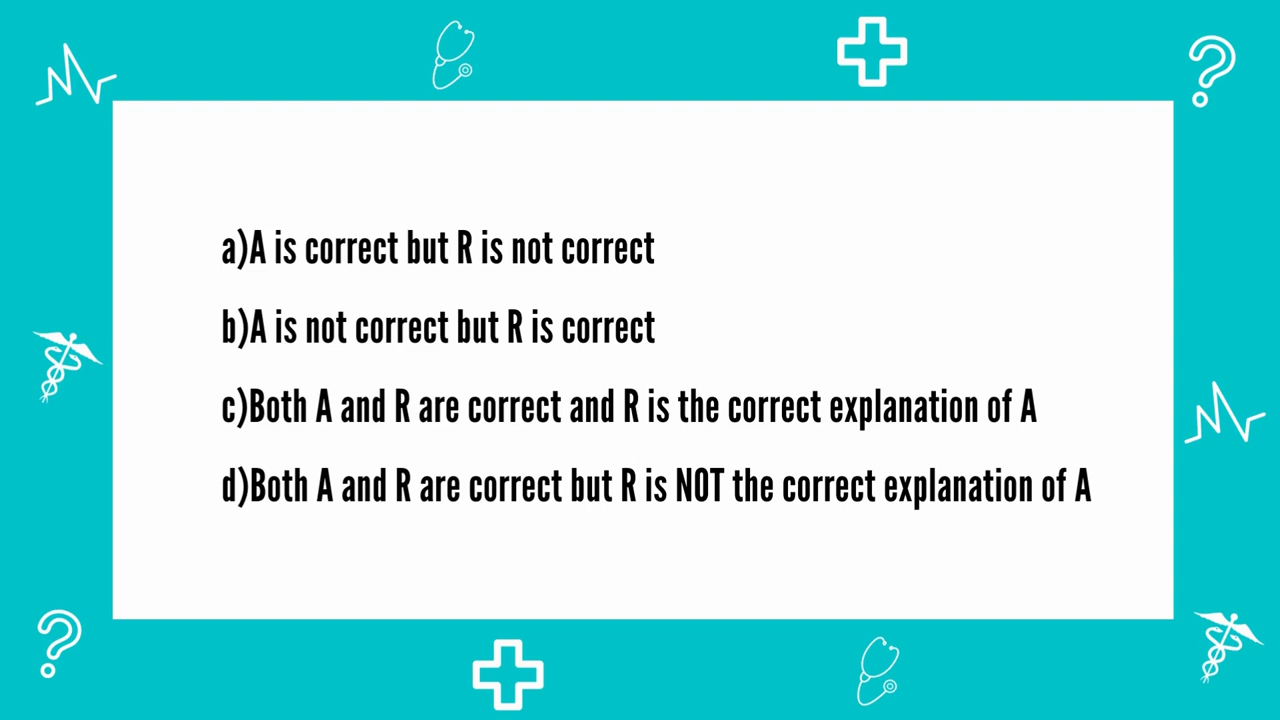 a)A is correct but R is not correct
b)A is not correct but R is correct
c)Both A and R are correct and R is the correct explanation of A
d)Both A and R are correct but R is NOT the correct explanation of A